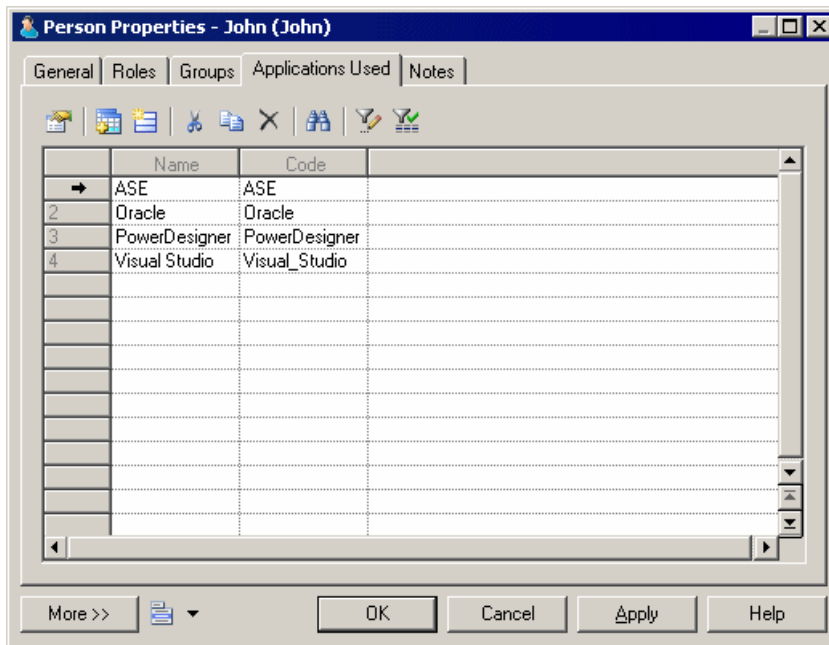 Person Properties - John (John)
General Roles Groups Applications Used Notes
Name Code
ASE ASE
2 Oracle Oracle
3 PowerDesigner PowerDesigner
4 Visual Studio Visual_Studio
More >> OK Cancel Apply Help